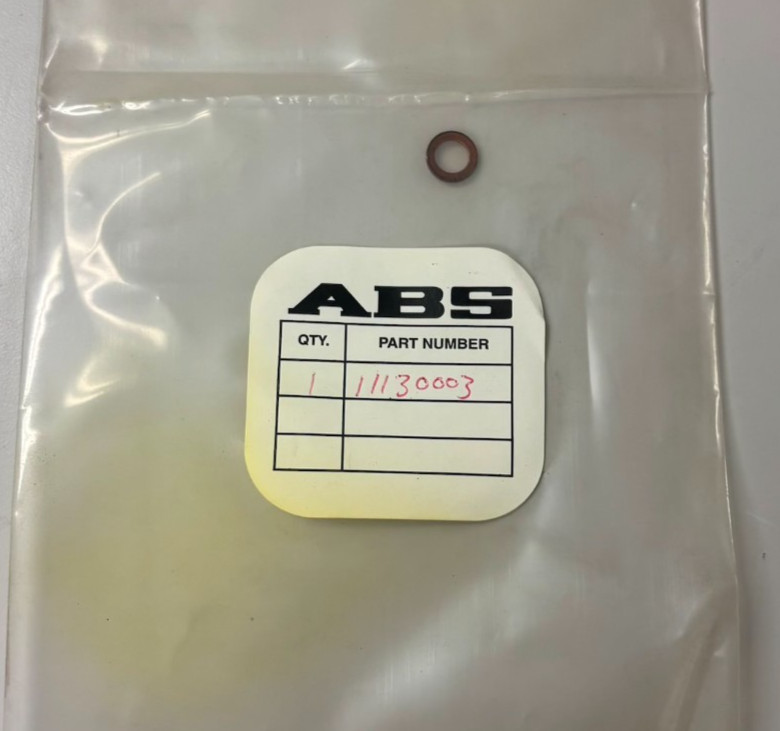 ABS
QTY. PART NUMBER
1 11130003